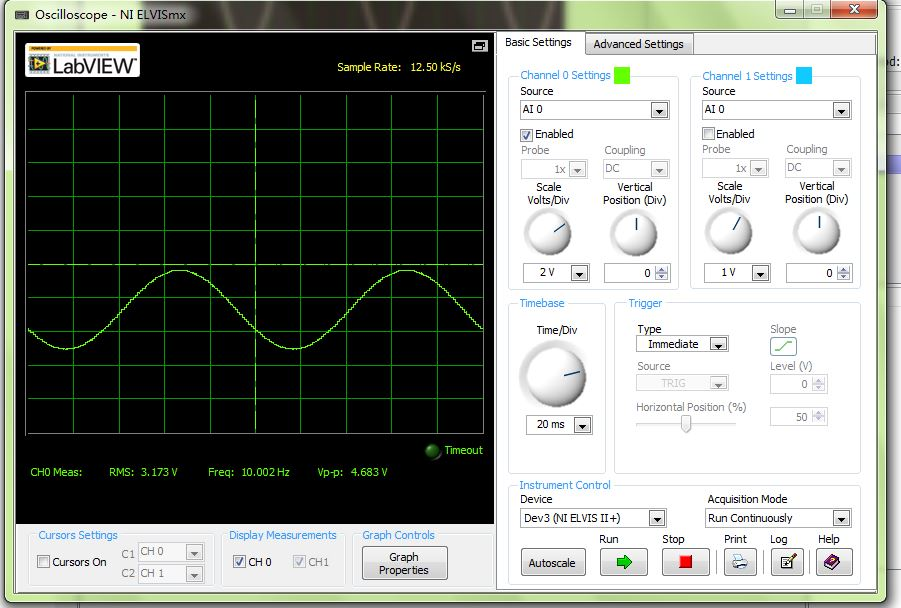 Oscilloscope - NI ELVISmx
POWERED BY
NATIONAL INSTRUMENTS
LabVIEW™
Sample Rate: 12.50 kS/s
Timeout
CH0 Meas: RMS: 3.173 V Freq: 10.002 Hz Vp-p: 4.683 V
Cursors Settings
Cursors On
C1 CH 0
C2 CH 1
Display Measurements
CH 0 CH1
Graph Controls
Graph
Properties
Basic Settings Advanced Settings
Channel 0 Settings
Source
AI 0
Enabled
Probe Coupling
1x DC
Scale Vertical
Volts/Div Position (Div)
2 V 0
Channel 1 Settings
Source
AI 0
Enabled
Probe Coupling
1x DC
Scale Vertical
Volts/Div Position (Div)
1 V 0
Timebase
Time/Div
20 ms
Trigger
Type Slope
Immediate
Source Level (V)
TRIG 0
Horizontal Position (%)
50
Instrument Control
Device Acquisition Mode
Dev3 (NI ELVIS II+) Run Continuously
Run Stop Print Log Help
Autoscale
od: